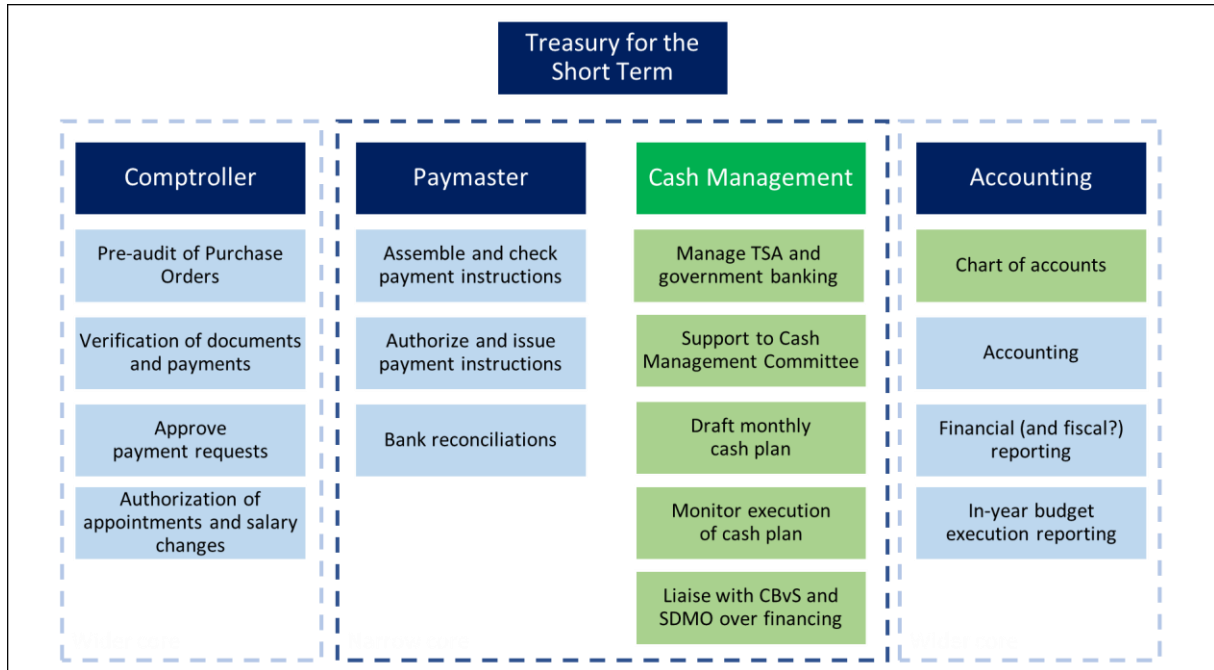 Treasury for the
Short Term
Comptroller
Pre-audit of Purchase
Orders
Verification of documents
and payments
Approve
payment requests
Authorization of
appointments and salary
changes
Paymaster
Assemble and check
payment instructions
Authorize and issue
payment instructions
Bank reconciliations
Cash Management
Manage TSA and
government banking
Support to Cash
Management Committee
Draft monthly
cash plan
Monitor execution
of cash plan
Liaise with CBvS and
SDMO over financing
Accounting
Chart of accounts
Accounting
Financial (and fiscal?)
reporting
In-year budget
execution reporting